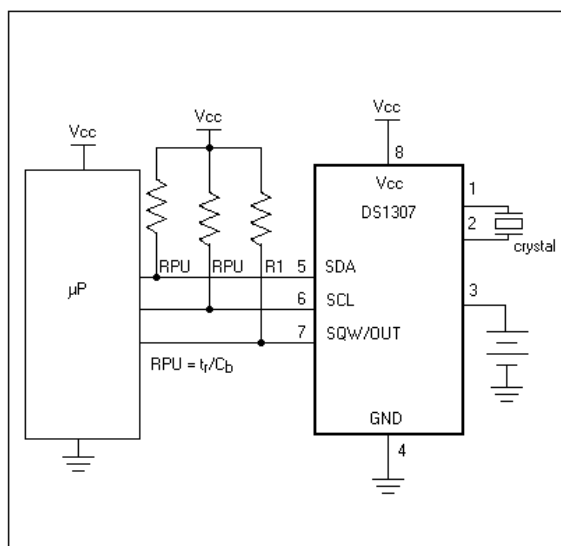 Vcc
Vcc
Vcc
8
Vcc
DS1307
1
2
crystal
RPU RPU R1 5 SDA
3
6 SCL
μP
7 SQW/OUT
RPU = tr/Cb
GND
4